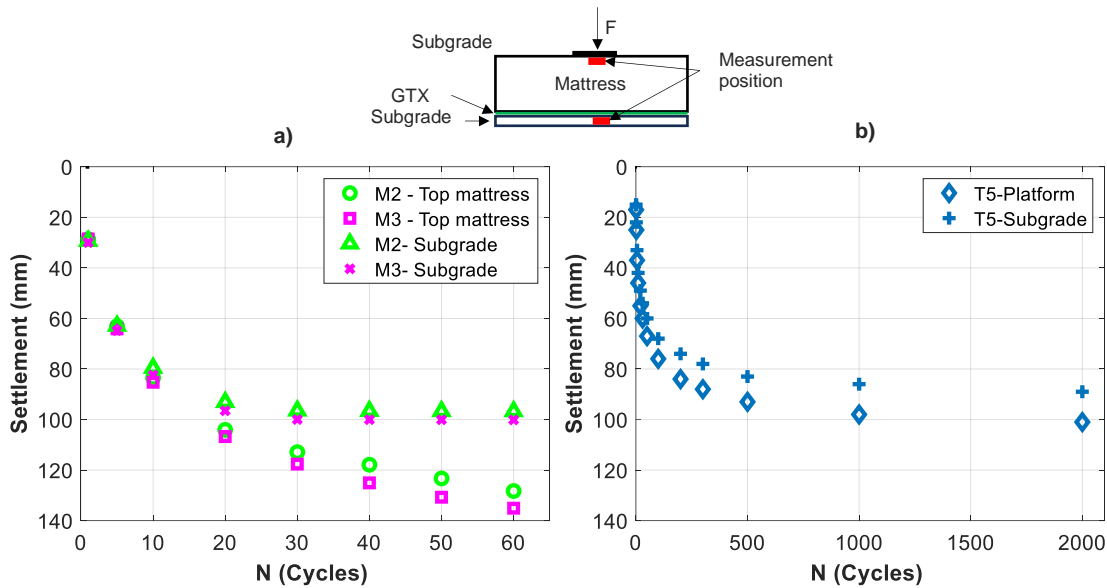 F
Subgrade
Measurement
position
Mattress
GTX
Subgrade
a)
b)
0
20
40
60
80
100
120
140
Settlement (mm)
M2 - Top mattress
M3 - Top mattress
M2- Subgrade
M3- Subgrade
0
10
20
30
40
50
60
N (Cycles)
0
20
40
60
80
100
120
140
Settlement (mm)
T5-Platform
T5-Subgrade
0
500
1000
1500
2000
N (Cycles)